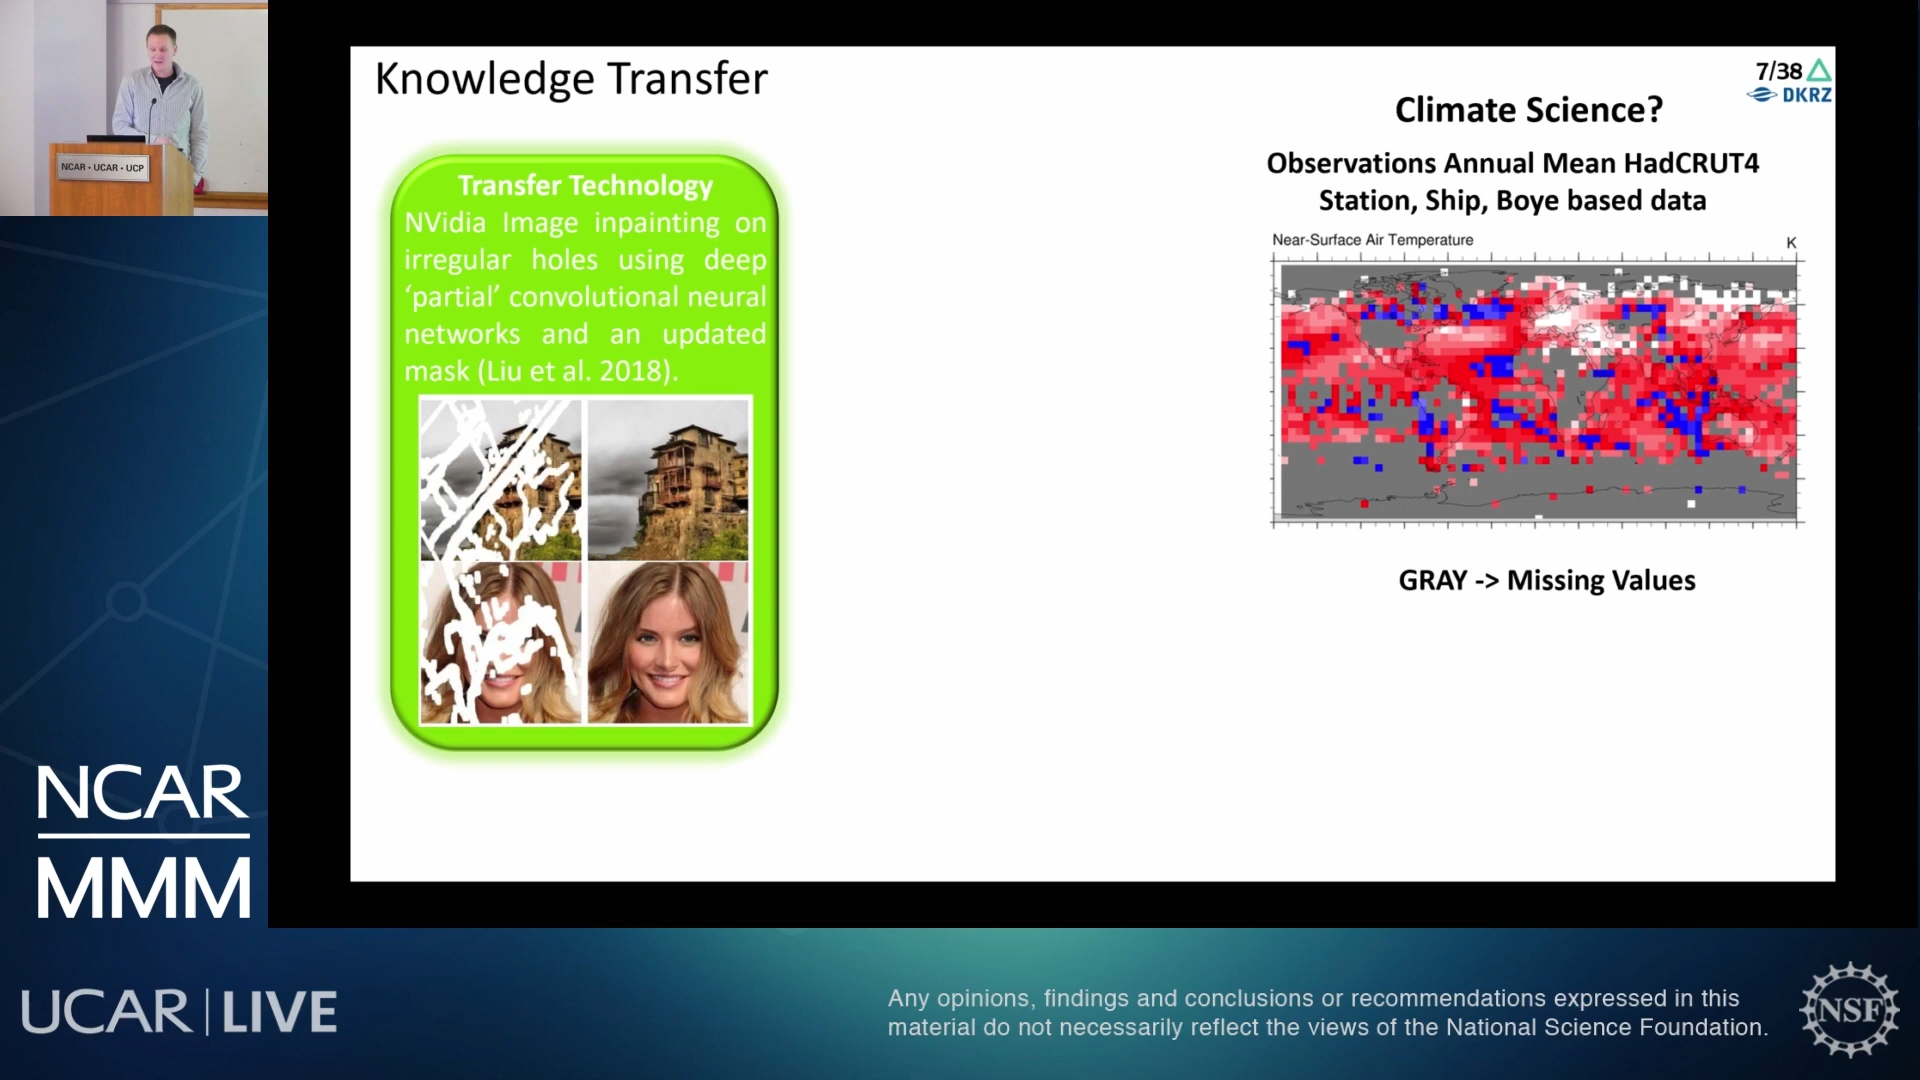 NCAR • UCAR • UCP
Knowledge Transfer
7/38
DKRZ
Transfer Technology
NVidia Image inpainting on
irregular holes using deep
‘partial’ convolutional neural
networks and an updated
mask (Liu et al. 2018).
Climate Science?
Observations Annual Mean HadCRUT4
Station, Ship, Boye based data
Near-Surface Air Temperature
K
GRAY -> Missing Values
NCAR
MMM
UCAR | LIVE
Any opinions, findings and conclusions or recommendations expressed in this
material do not necessarily reflect the views of the National Science Foundation.
NSF